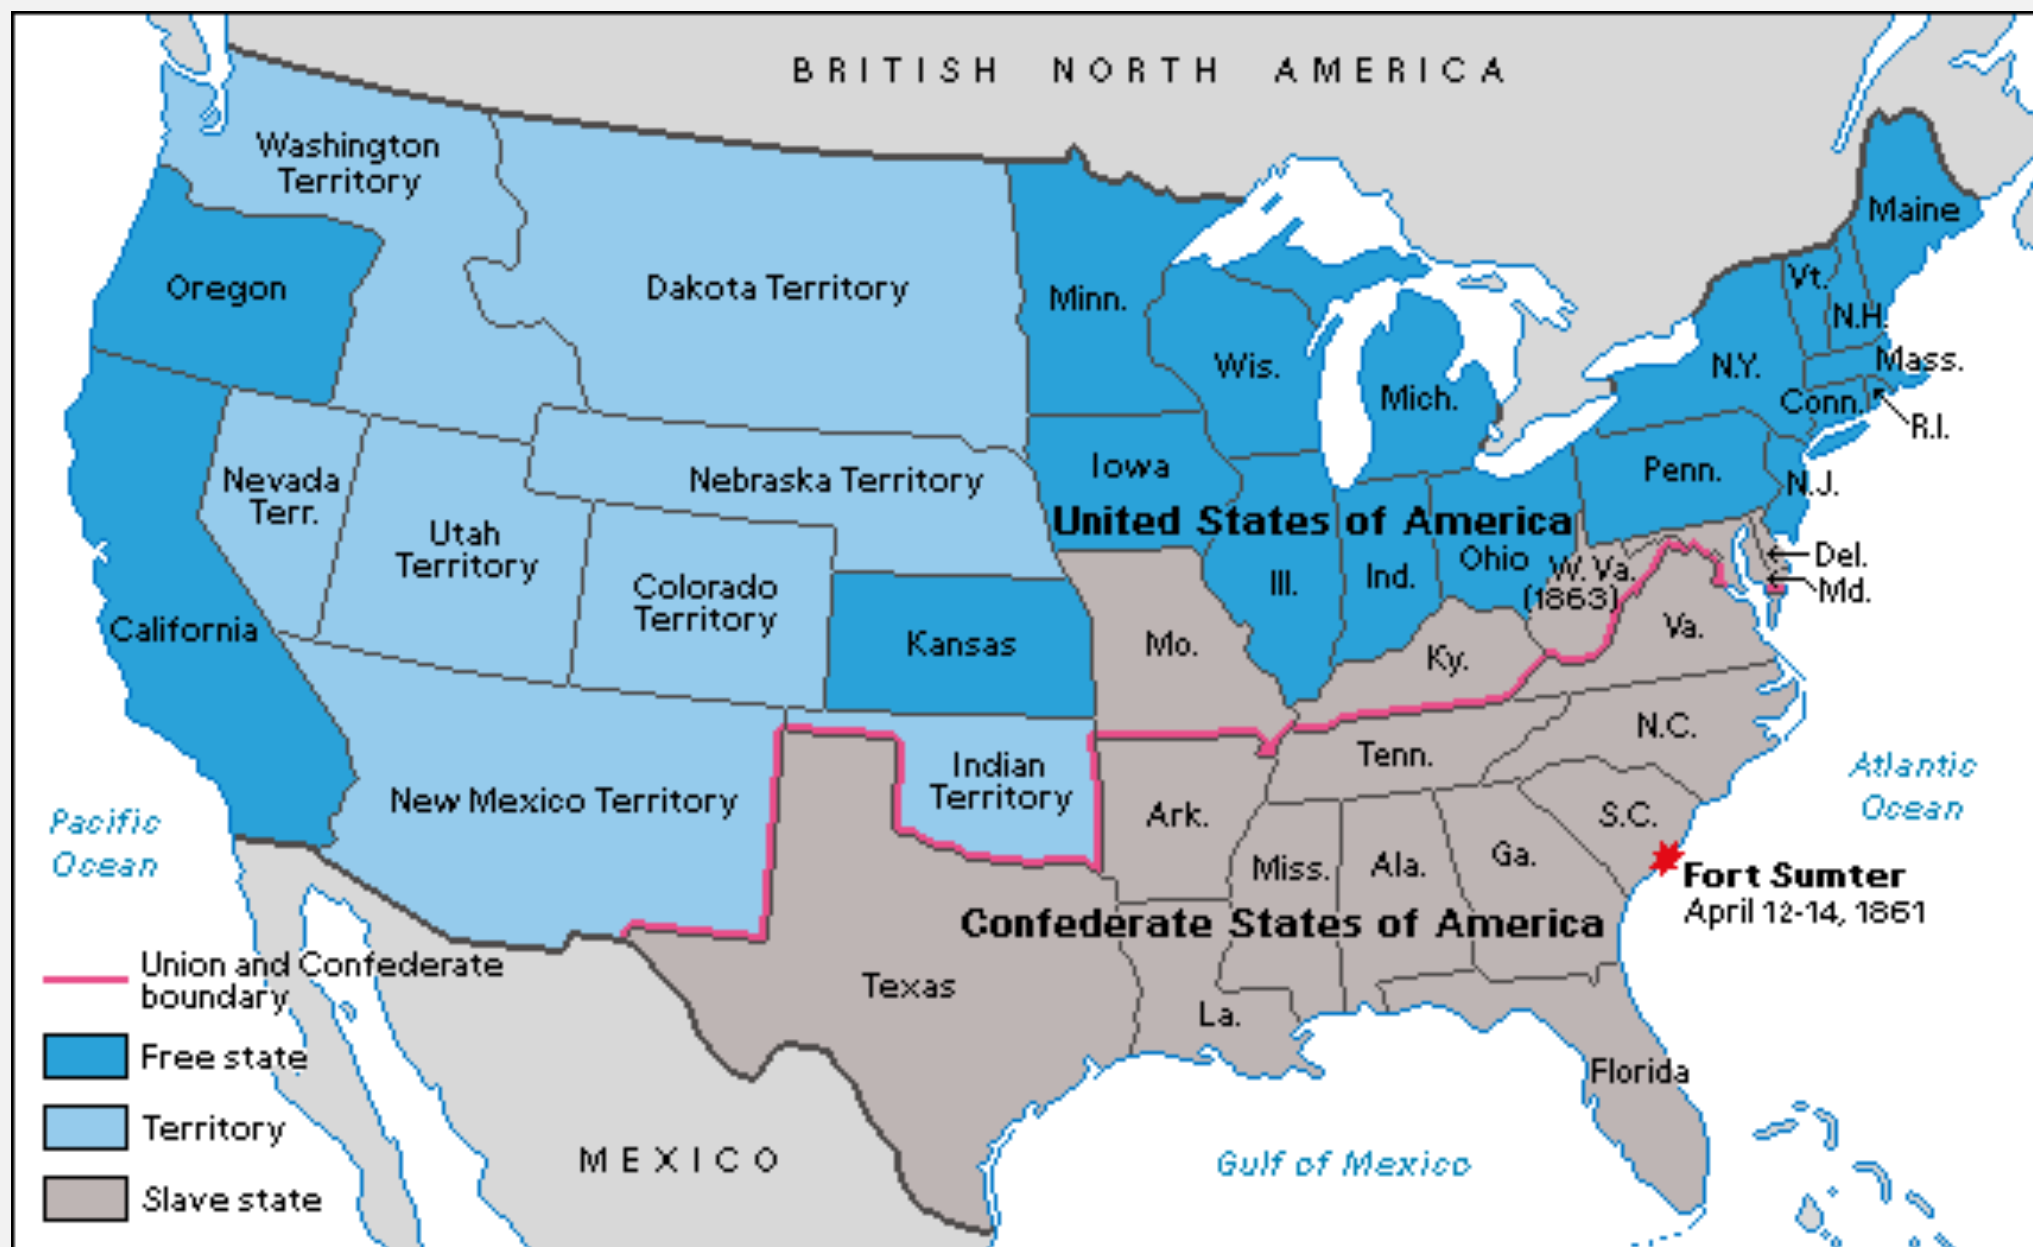 BRITISH NORTH AMERICA
Washington
Territory
Oregon
Dakota Territory
Minn.
Wis.
Mich.
Maine
Vt.
N.H.
N.Y.
Mass.
Conn.
R.I.
Nevada
Terr.
Utah
Territory
Nebraska Territory
Iowa
Penn.
N.J.
United States of America
Colorado
Territory
Ill.
Ind.
Ohio
W. Va.
(1863)
Del.
Md.
California
Kansas
Mo.
Ky.
Va.
New Mexico Territory
Indian
Territory
Tenn.
N.C.
Ark.
Miss.
Ala.
Ga.
S.C.
Pacific
Ocean
Atlantic
Ocean
Fort Sumter
April 12-14, 1861
Confederate States of America
Texas
La.
Florida
MEXICO
Gulf of Mexico
Union and Confederate
boundary
Free state
Territory
Slave state